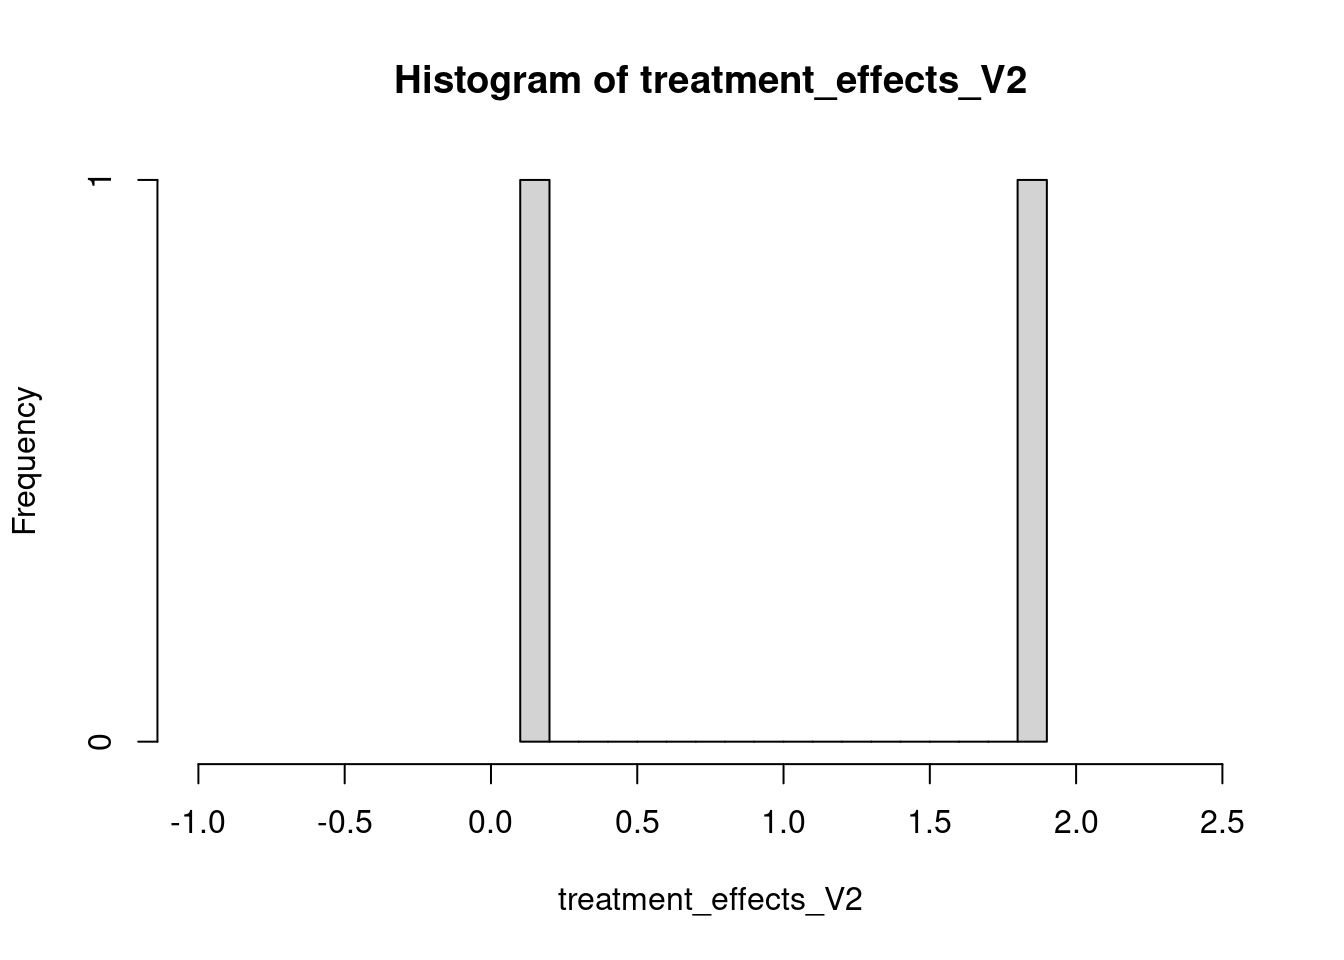 Histogram of treatment_effects_V2
Frequency
1
0
-1.0 -0.5 0.0 0.5 1.0 1.5 2.0 2.5
treatment_effects_V2